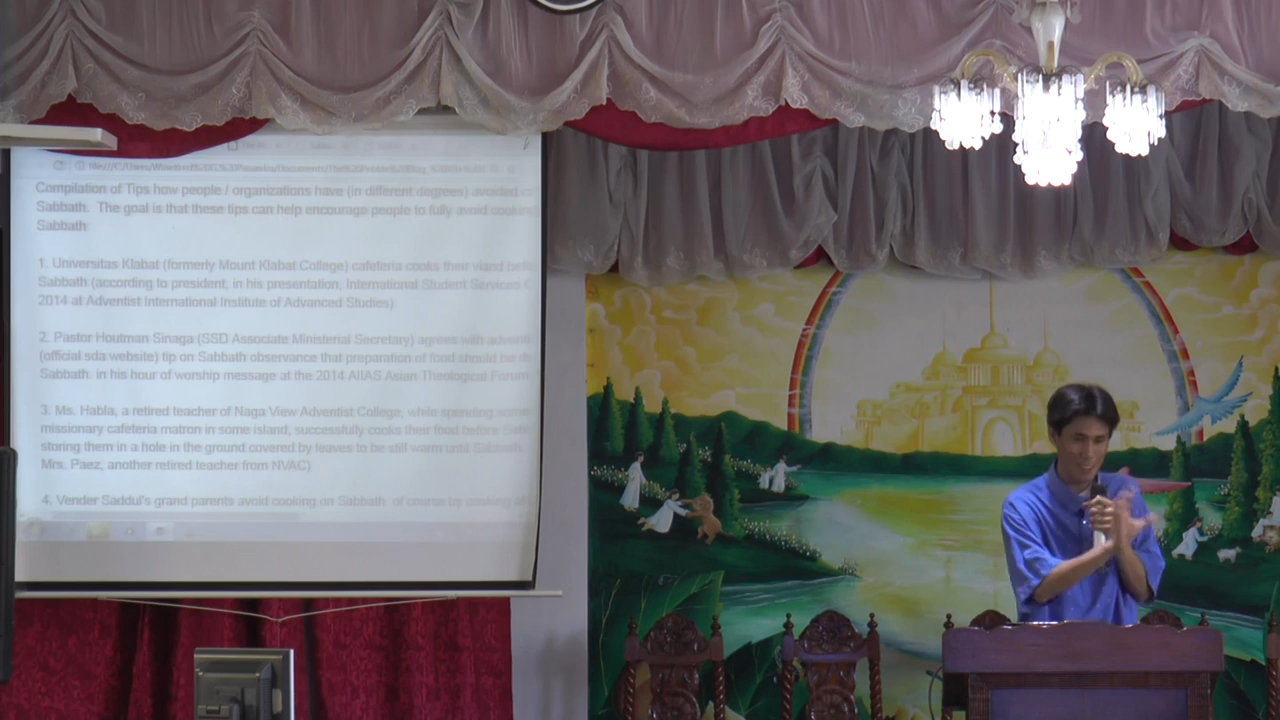 Compilation of Tips how people / organizations have (in different degrees) avoided
Sabbath. The goal is that these tips can help encourage people to fully avoid cooking
Sabbath
1. Universitas Klabat (formerly Mount Klabat College) cafeteria cooks their viand
Sabbath (according to president, in his presentation, International Student Services
2014 at Adventist International Institute of Advanced Studies)
2. Pastor Houtman Sinaga (SSD Associate Ministerial Secretary) agrees with
(official sda website) tip on Sabbath observance that preparation of food should be
Sabbath. in his hour of worship message at the 2014 AIIAS Asian Theological Forum
3. Ms. Habla, a retired teacher of Naga View Adventist College, while spending some
missionary cafeteria matron in some island, successfully cooks their food before
storing them in a hole in the ground covered by leaves to be still warm until Sabbath.
Mrs. Paez, another retired teacher from NVAC)
4. Vender Saddul's grand parents avoid cooking on Sabbath, of course by cooking